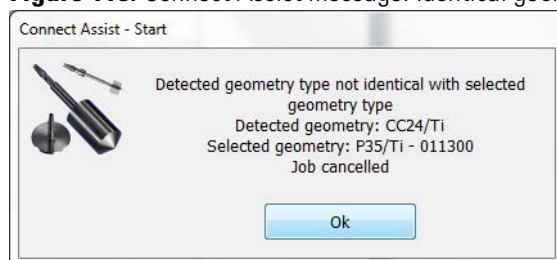 Connect Assist - Start
Detected geometry type not identical with selected
geometry type
Detected geometry: CC24/Ti
Selected geometry: P35/Ti - 011300
Job cancelled
Ok